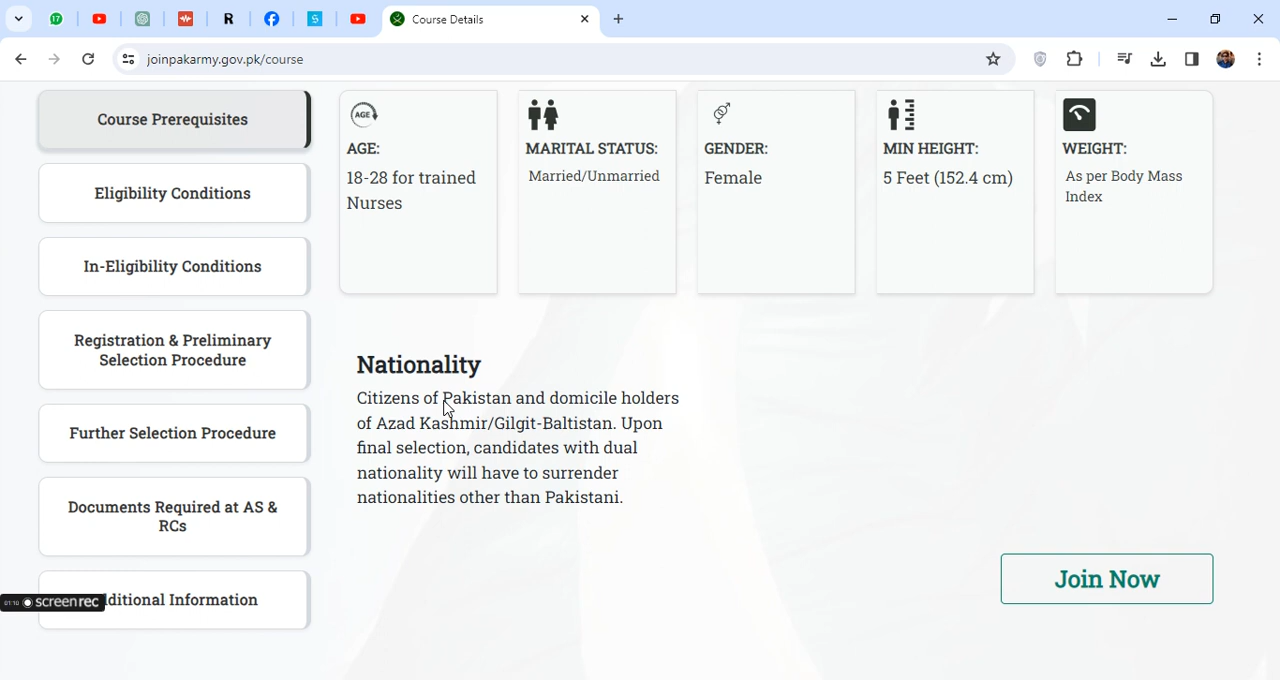 17
R
S
Course Details
joinpakarmy.gov.pk/course
Course Prerequisites
Eligibility Conditions
In-Eligibility Conditions
Registration & Preliminary
Selection Procedure
Further Selection Procedure
Documents Required at AS &
RCs
ditional Information
01:10 screenrec
AGE
AGE:
18-28 for trained
Nurses
MARITAL STATUS:
Married/Unmarried
GENDER:
Female
MIN HEIGHT:
5 Feet (152.4 cm)
WEIGHT:
As per Body Mass
Index
Nationality
Citizens of Pakistan and domicile holders
of Azad Kashmir/Gilgit-Baltistan. Upon
final selection, candidates with dual
nationality will have to surrender
nationalities other than Pakistani.
Join Now